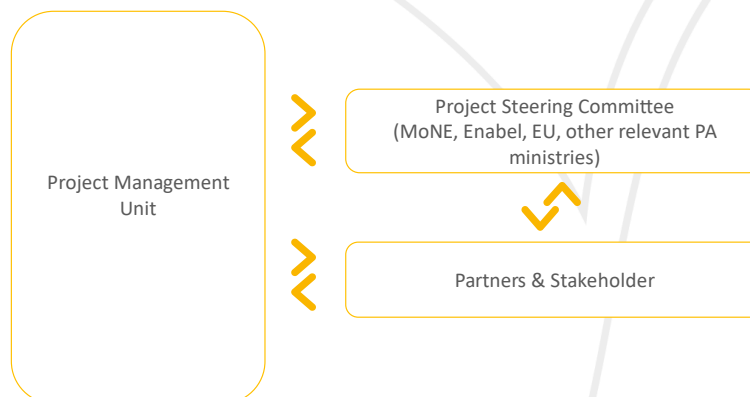 Project Management
Unit
Project Steering Committee
(MoNE, Enabel, EU, other relevant PA
ministries)
Partners & Stakeholder